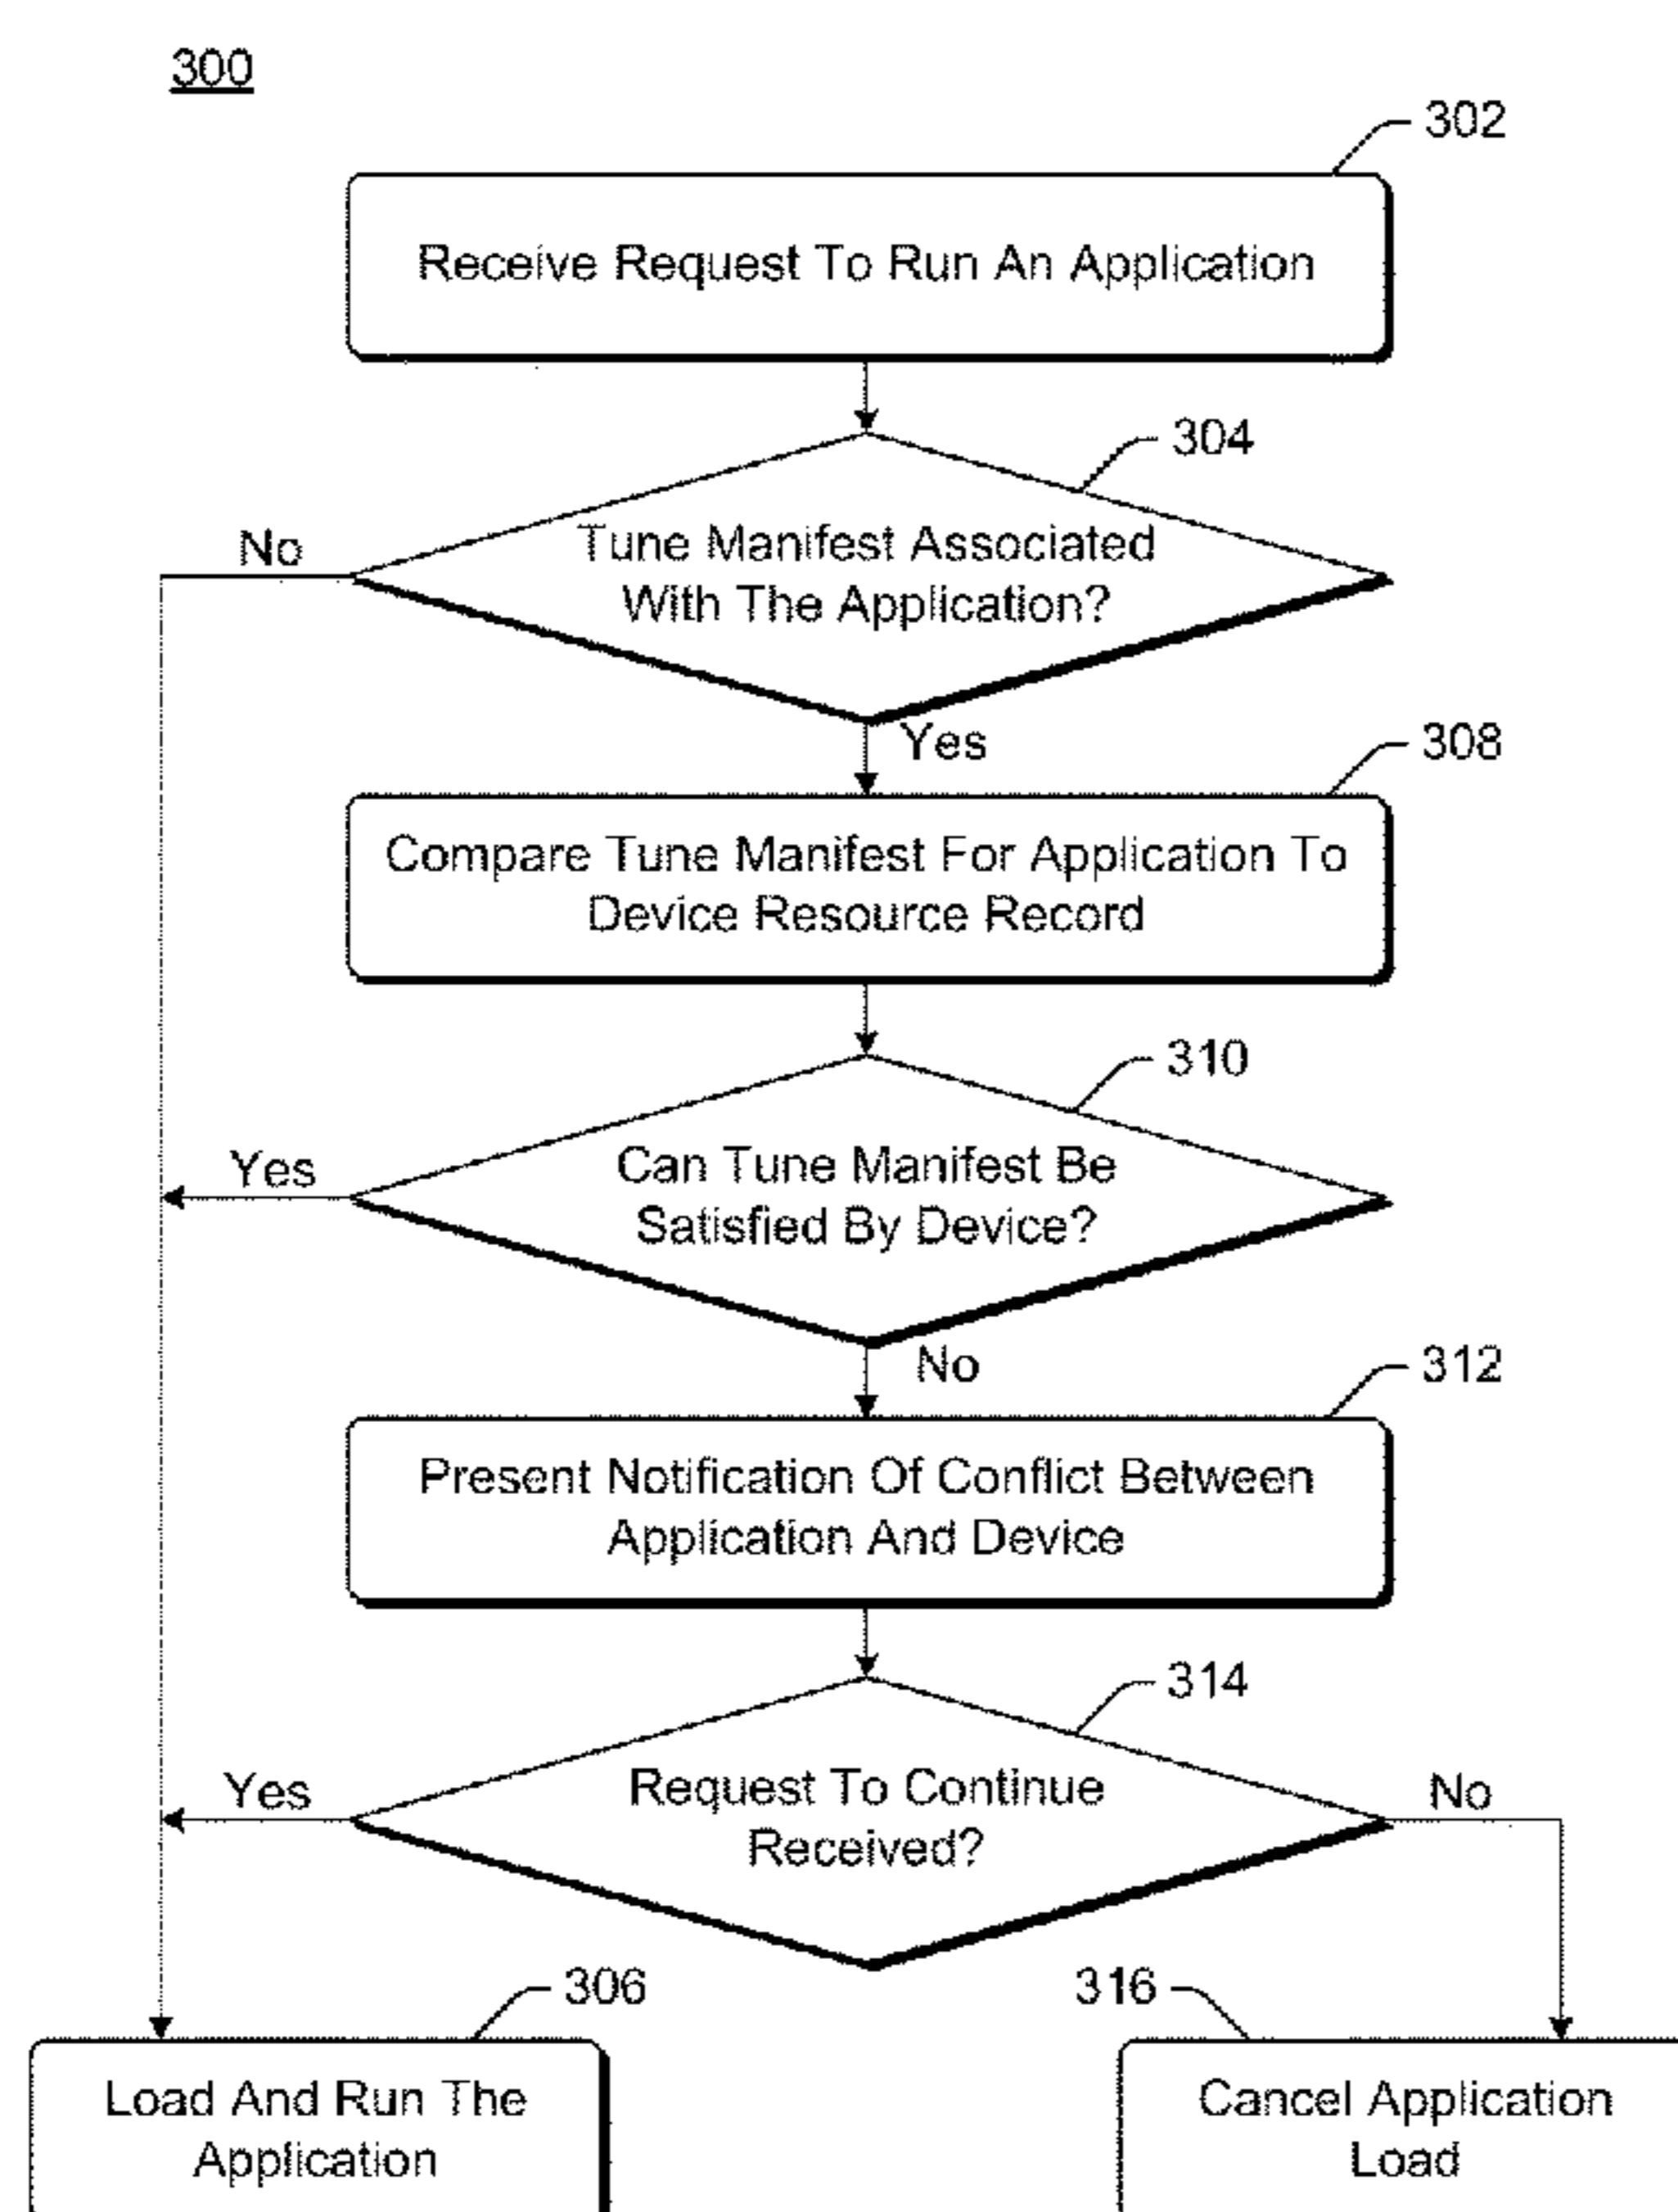 300
302
Receive Request To Run An Application
304
No
Tune Manifest Associated
With The Application?
Yes
308
Compare Tune Manifest For Application To
Device Resource Record
310
Yes
Can Tune Manifest Be
Satisfied By Device?
No
312
Present Notification Of Conflict Between
Application And Device
314
Yes
Request To Continue
Received?
No
306
316
Load And Run The
Application
Cancel Application
Load